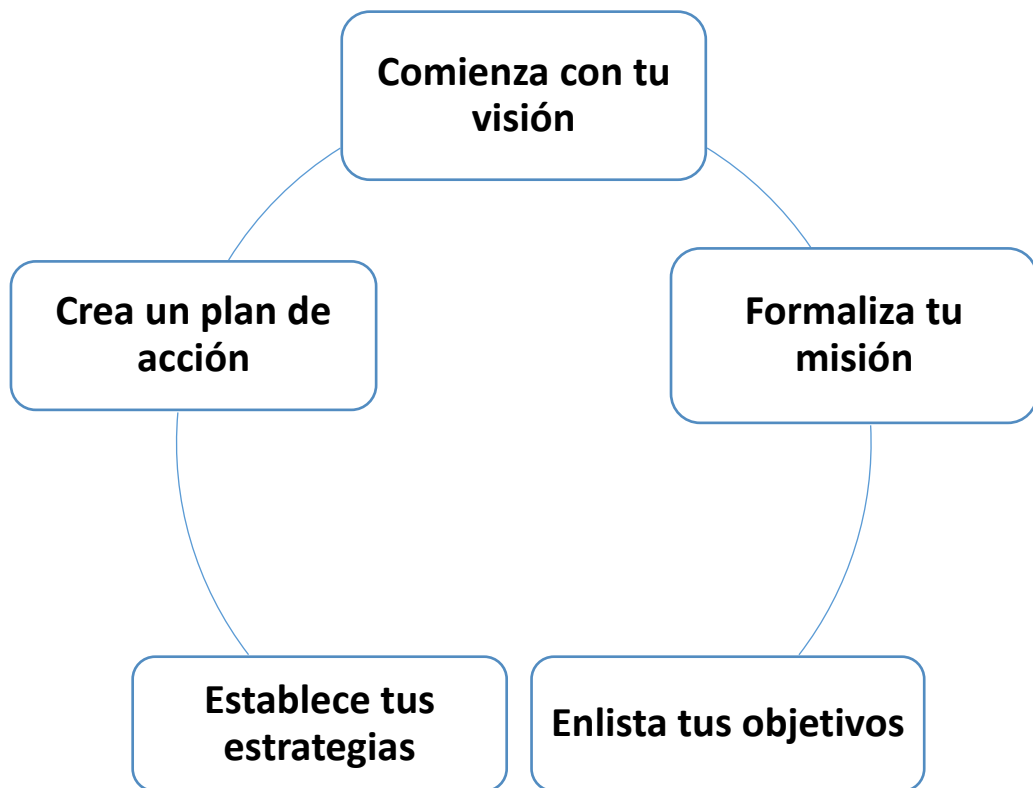 Comienza con tu
visión
Formaliza tu
misión
Enlista tus objetivos
Establece tus
estrategias
Crea un plan de
acción